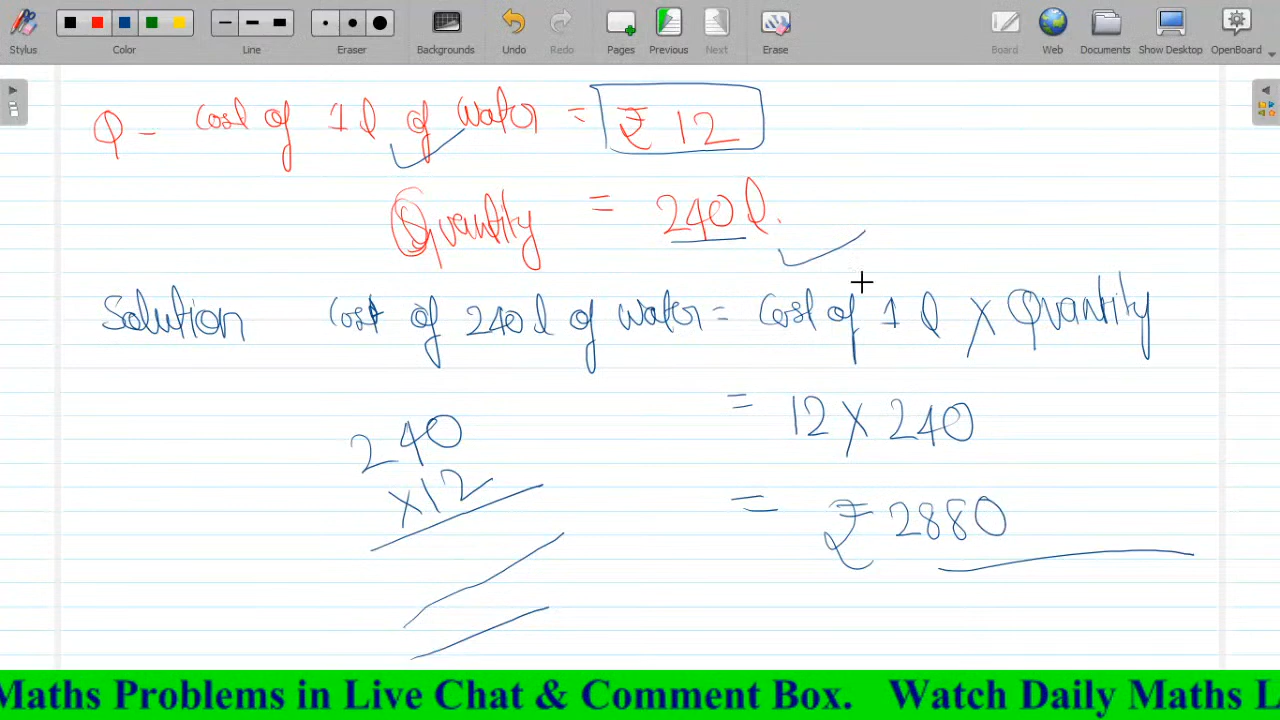 Stylus Color Line Eraser Backgrounds Undo Redo Pages Previous Next Erase Board Web Documents Show Desktop OpenBoard
Q - cost of 1 l of water = ₹ 12
Quantity = 240 l.
Solution cost of 240 l of water = cost of 1 l X Quantity
= 12 X 240
240
x12
= ₹ 2880
Maths Problems in Live Chat & Comment Box. Watch Daily Maths L